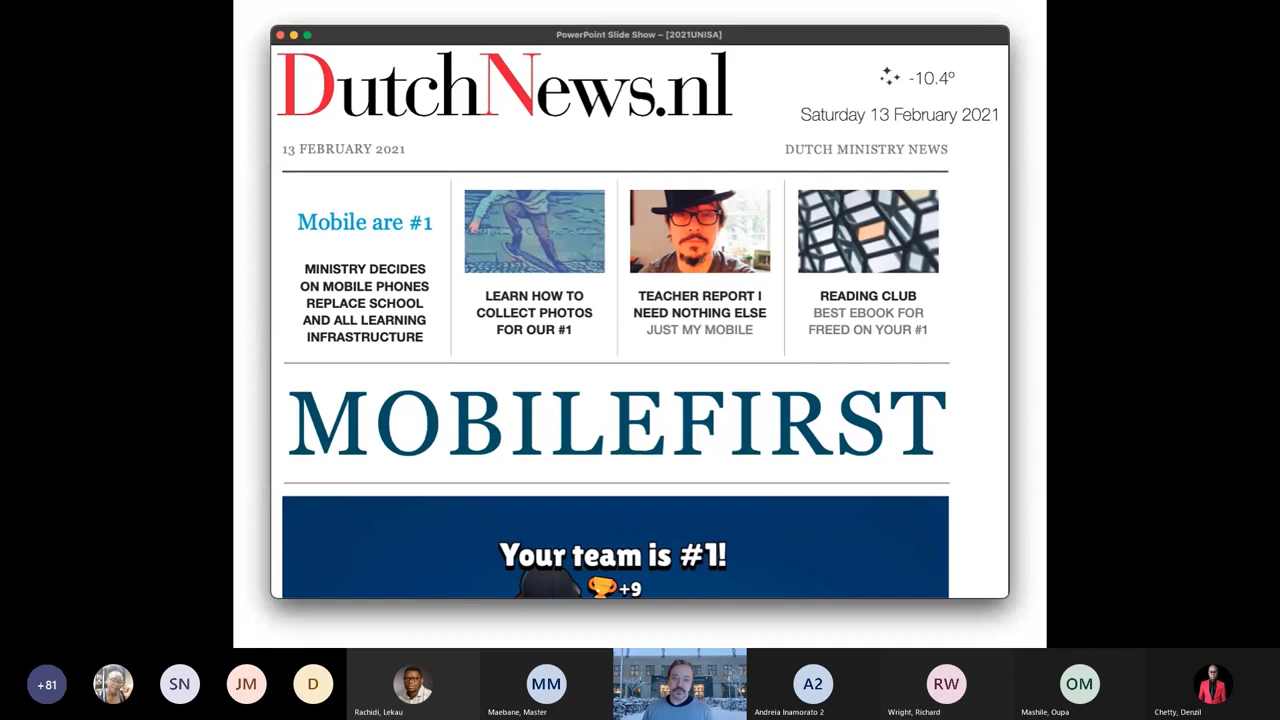 PowerPoint Slide Show – [2021UNISA]
DutchNews.nl
-10.4º
Saturday 13 February 2021
13 FEBRUARY 2021
DUTCH MINISTRY NEWS
Mobile are #1
MINISTRY DECIDES
ON MOBILE PHONES
REPLACE SCHOOL
AND ALL LEARNING
INFRASTRUCTURE
LEARN HOW TO
COLLECT PHOTOS
FOR OUR #1
TEACHER REPORT I
NEED NOTHING ELSE
JUST MY MOBILE
READING CLUB
BEST EBOOK FOR
FREED ON YOUR #1
MOBILEFIRST
Your team is #1!
+9
+81
SN
JM
D
Rachidi, Lekau
MM
Maebane, Master
A2
Andreia Inamorato 2
RW
Wright, Richard
OM
Mashile, Oupa
Chetty, Denzil